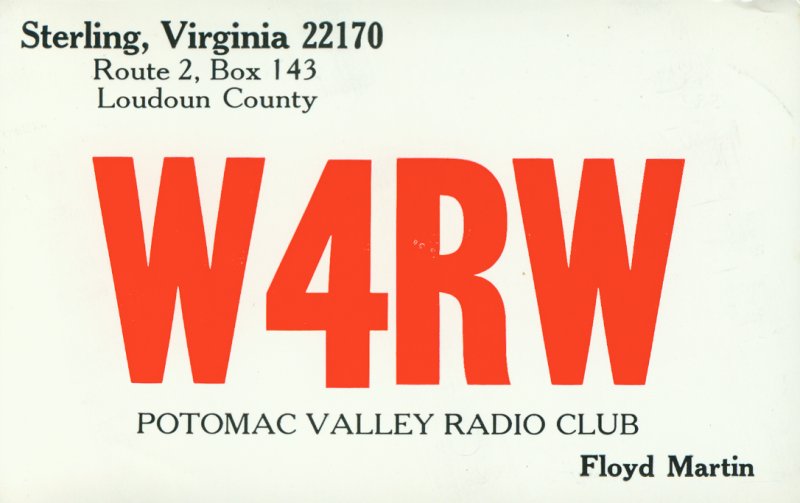 Sterling, Virginia 22170
Route 2, Box 143
Loudoun County
W4RW
POTOMAC VALLEY RADIO CLUB
Floyd Martin